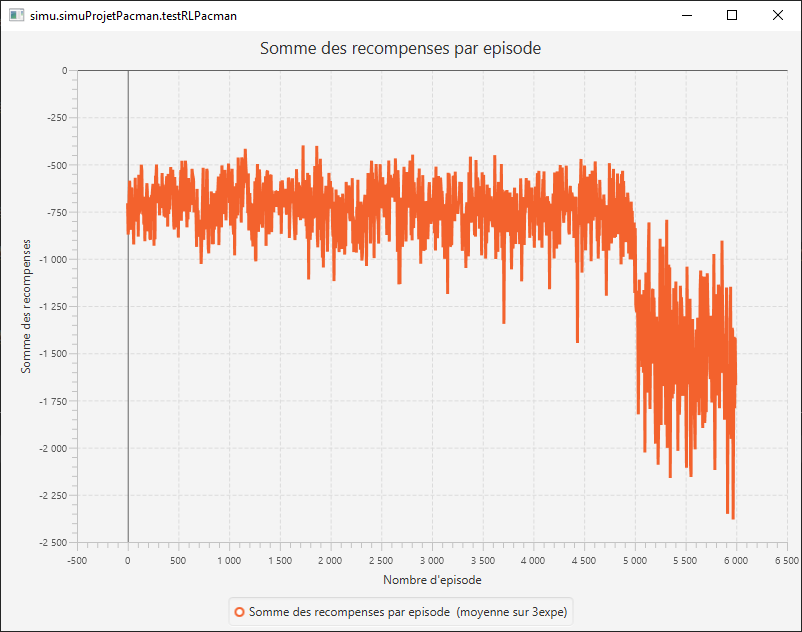 simu.simuProjetPacman.testRLPacman
Somme des recompenses par episode
0
-250
-500
-750
-1 000
-1 250
-1 500
-1 750
-2 000
-2 250
-2 500
Somme des recompenses
-500 0 500 1 000 1 500 2 000 2 500 3 000 3 500 4 000 4 500 5 000 5 500 6 000 6 500
Nombre d'episode
Somme des recompenses par episode (moyenne sur 3expe)